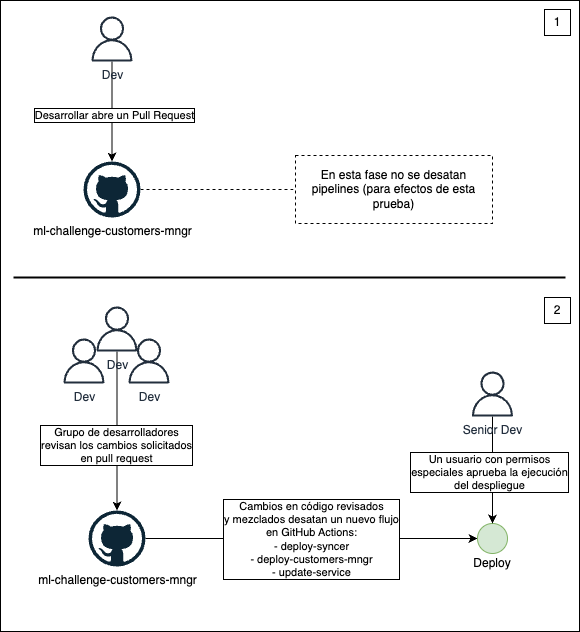 1
Dev
Desarrollar abre un Pull Request
En esta fase no se desatan
pipelines (para efectos de esta
prueba)
ml-challenge-customers-mngr
2
Dev
Dev
Dev
Senior Dev
Grupo de desarrolladores
revisan los cambios solicitados
en pull request
Un usuario con permisos
especiales aprueba la ejecución
del despliegue
Cambios en código revisados
y mezclados desatan un nuevo flujo
en GitHub Actions:
- deploy-syncer
- deploy-customers-mngr
- update-service
ml-challenge-customers-mngr
Deploy